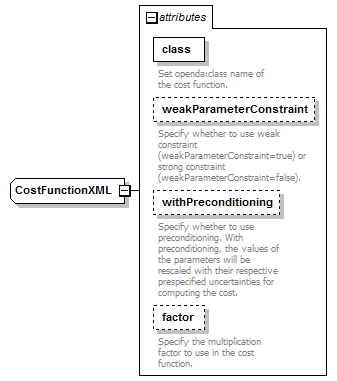 attributes
class
Set openda:class name of
the cost function.
weakParameterConstraint
Specify whether to use weak
constraint
(weakParameterConstraint=true) or
strong constraint
(weakParameterConstraint=false).
CostFunctionXML
withPreconditioning
Specify whether to use
preconditioning. With
preconditioning, the values of
the parameters will be
rescaled with their respective
prespecified uncertainties for
computing the cost.
factor
Specify the multiplication
factor to use in the cost
function.